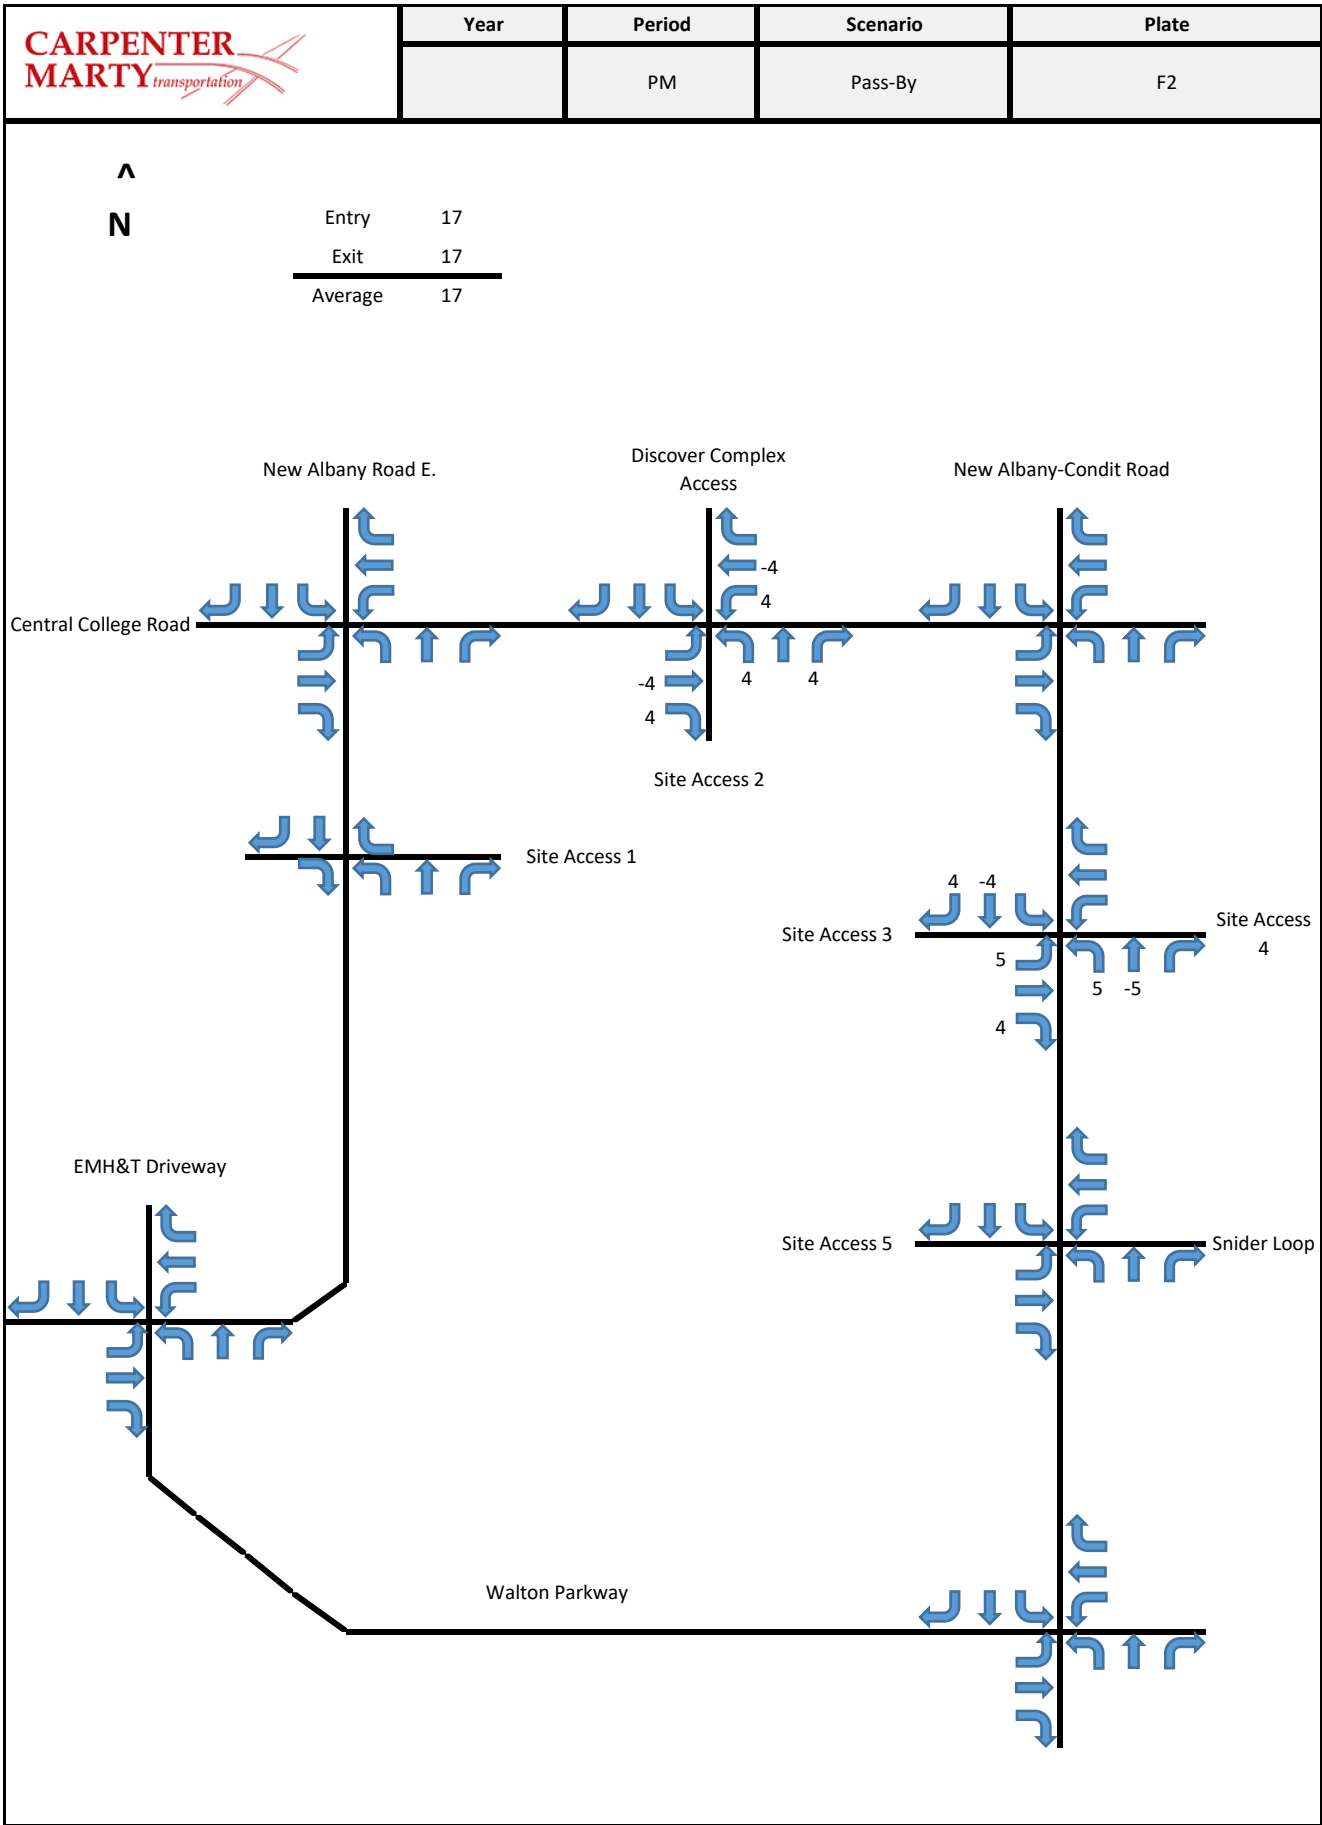 CARPENTER
MARTY transportation
Year Period Scenario Plate
PM Pass-By F2
^
N
Entry 17
Exit 17
Average 17
New Albany Road E.
Discover Complex
Access
New Albany-Condit Road
-4
4
Central College Road
-4
4
4 4
Site Access 2
Site Access 1
4 -4
Site Access 3
Site Access
4
5
5 -5
4
EMH&T Driveway
Site Access 5
Snider Loop
Walton Parkway